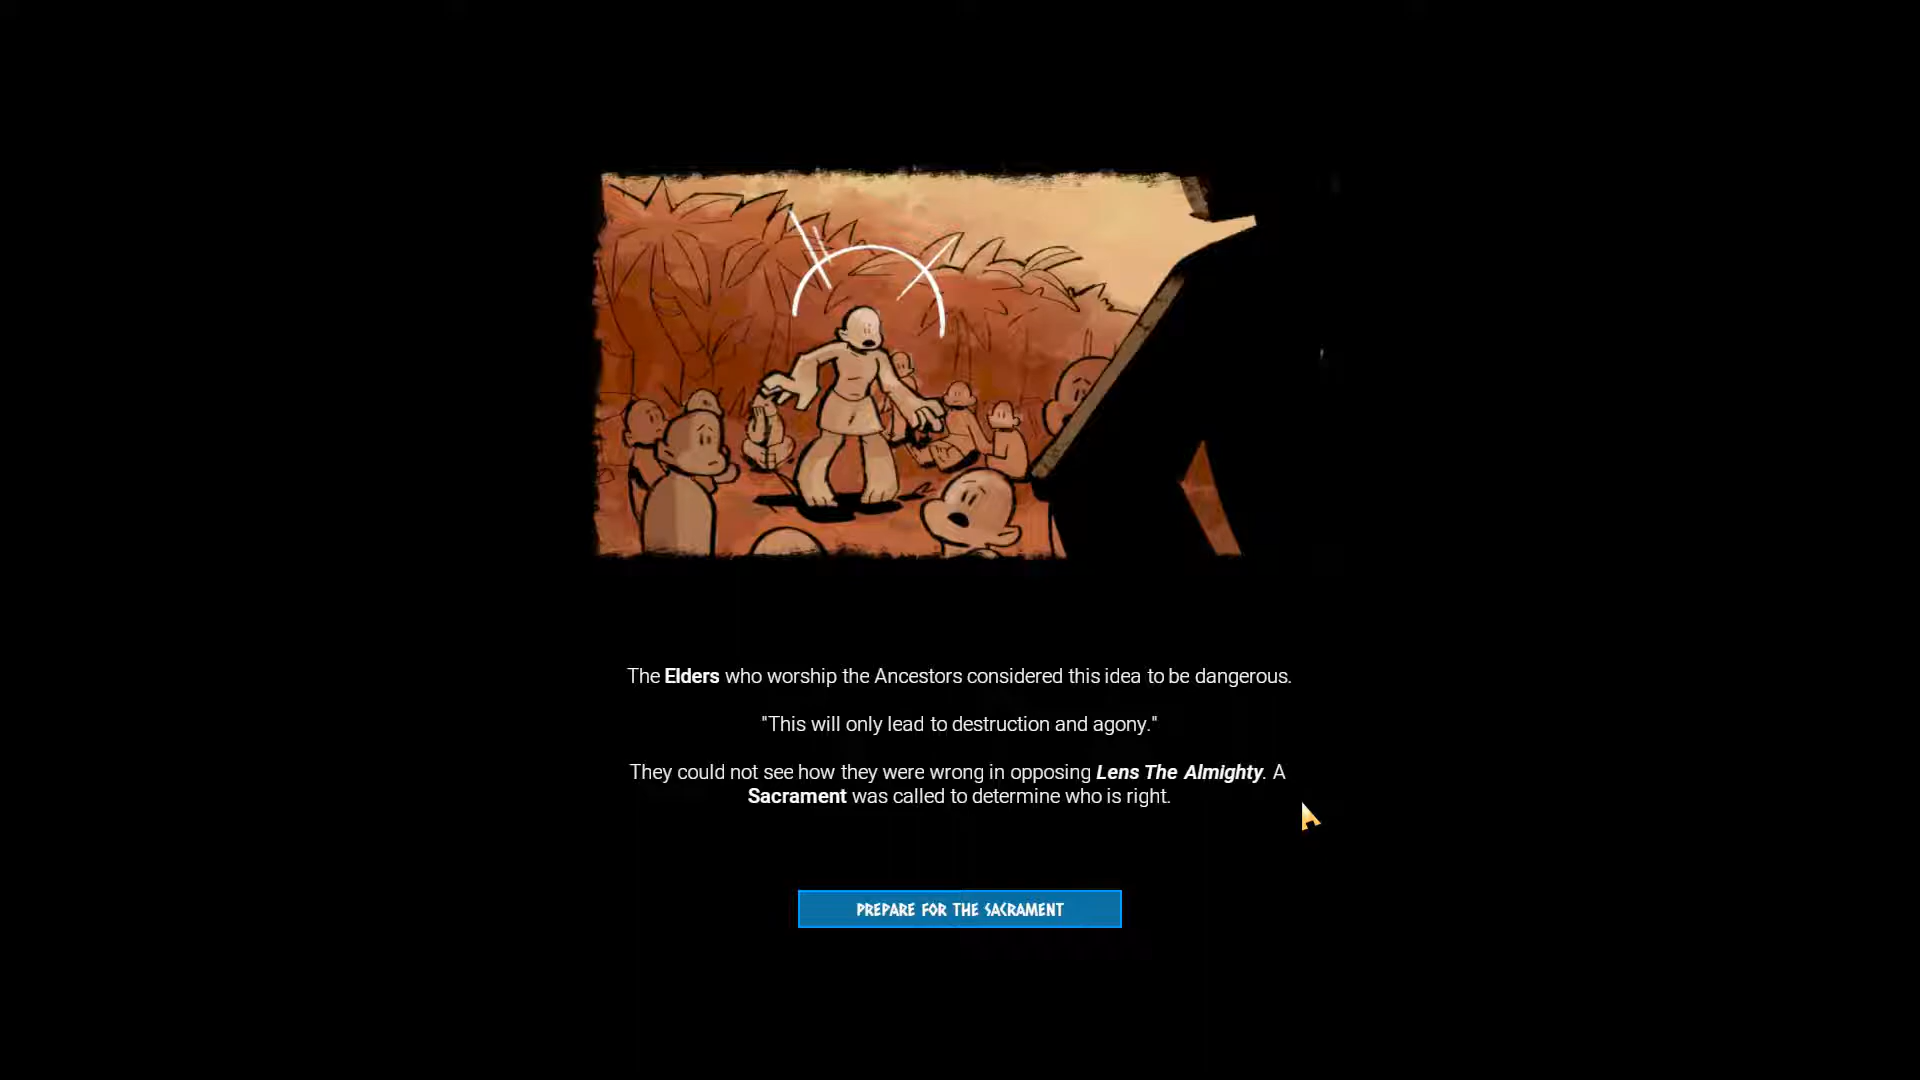 The Elders who worship the Ancestors considered this idea to be dangerous.
"This will only lead to destruction and agony."
They could not see how they were wrong in opposing Lens The Almighty. A
Sacrament was called to determine who is right.
PREPARE FOR THE SACRAMENT